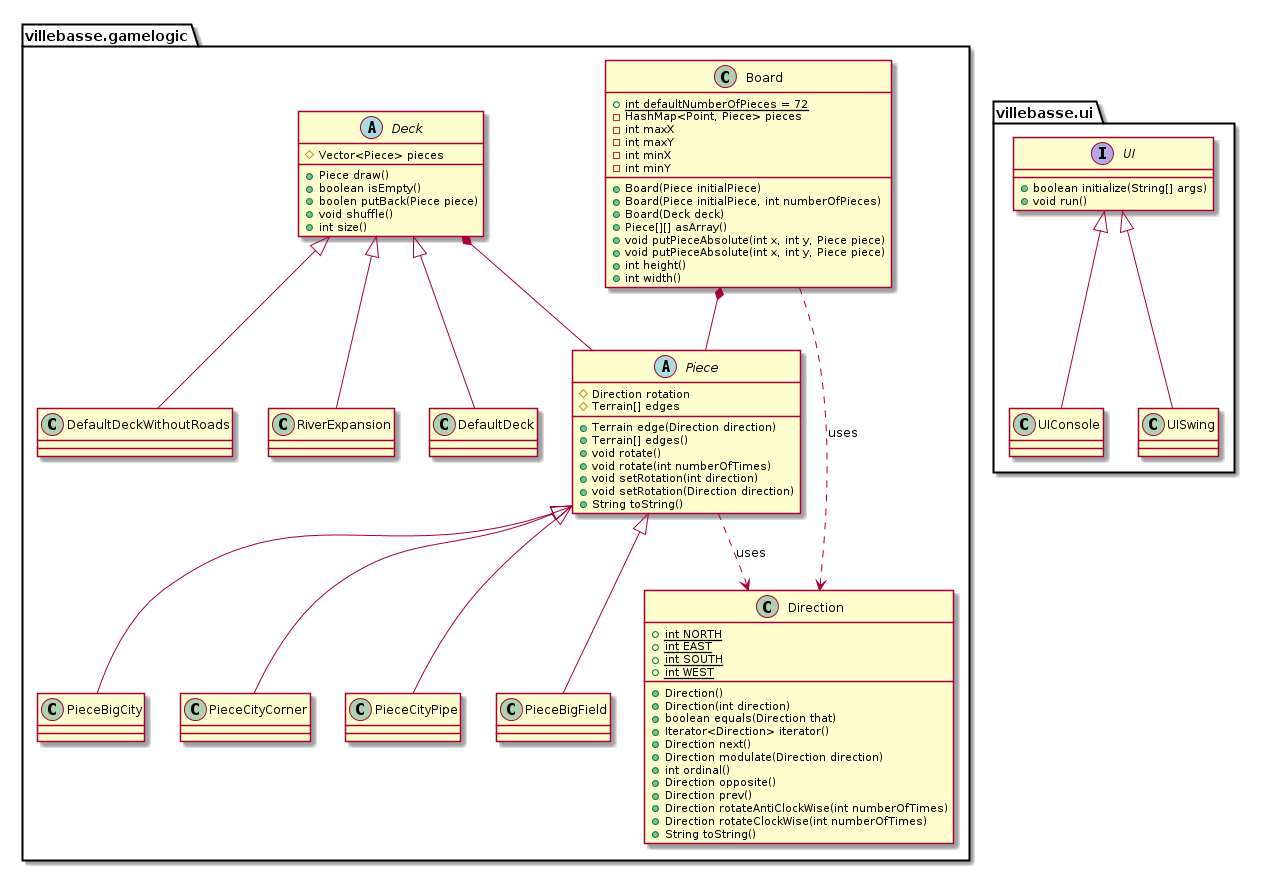 villebasse.gamelogic
C Board
int defaultNumberOfPieces = 72
HashMap<Point, Piece> pieces
int maxX
int maxY
int minX
int minY
Board(Piece initialPiece)
Board(Piece initialPiece, int numberOfPieces)
Board(Deck deck)
Piece[][] asArray()
void putPieceAbsolute(int x, int y, Piece piece)
void putPieceAbsolute(int x, int y, Piece piece)
int height()
int width()
A Deck
Vector<Piece> pieces
Piece draw()
boolean isEmpty()
boolen putBack(Piece piece)
void shuffle()
int size()
villebasse.ui
I UI
boolean initialize(String[] args)
void run()
C DefaultDeckWithoutRoads
C RiverExpansion
C DefaultDeck
A Piece
Direction rotation
Terrain[] edges
Terrain edge(Direction direction)
Terrain[] edges()
void rotate()
void rotate(int numberOfTimes)
void setRotation(int direction)
void setRotation(Direction direction)
String toString()
uses
C UIConsole
C UISwing
uses
C PieceBigCity
C PieceCityCorner
C PieceCityPipe
C PieceBigField
C Direction
int NORTH
int EAST
int SOUTH
int WEST
Direction()
Direction(int direction)
boolean equals(Direction that)
Iterator<Direction> iterator()
Direction next()
Direction modulate(Direction direction)
int ordinal()
Direction opposite()
Direction prev()
Direction rotateAntiClockWise(int numberOfTimes)
Direction rotateClockWise(int numberOfTimes)
String toString()